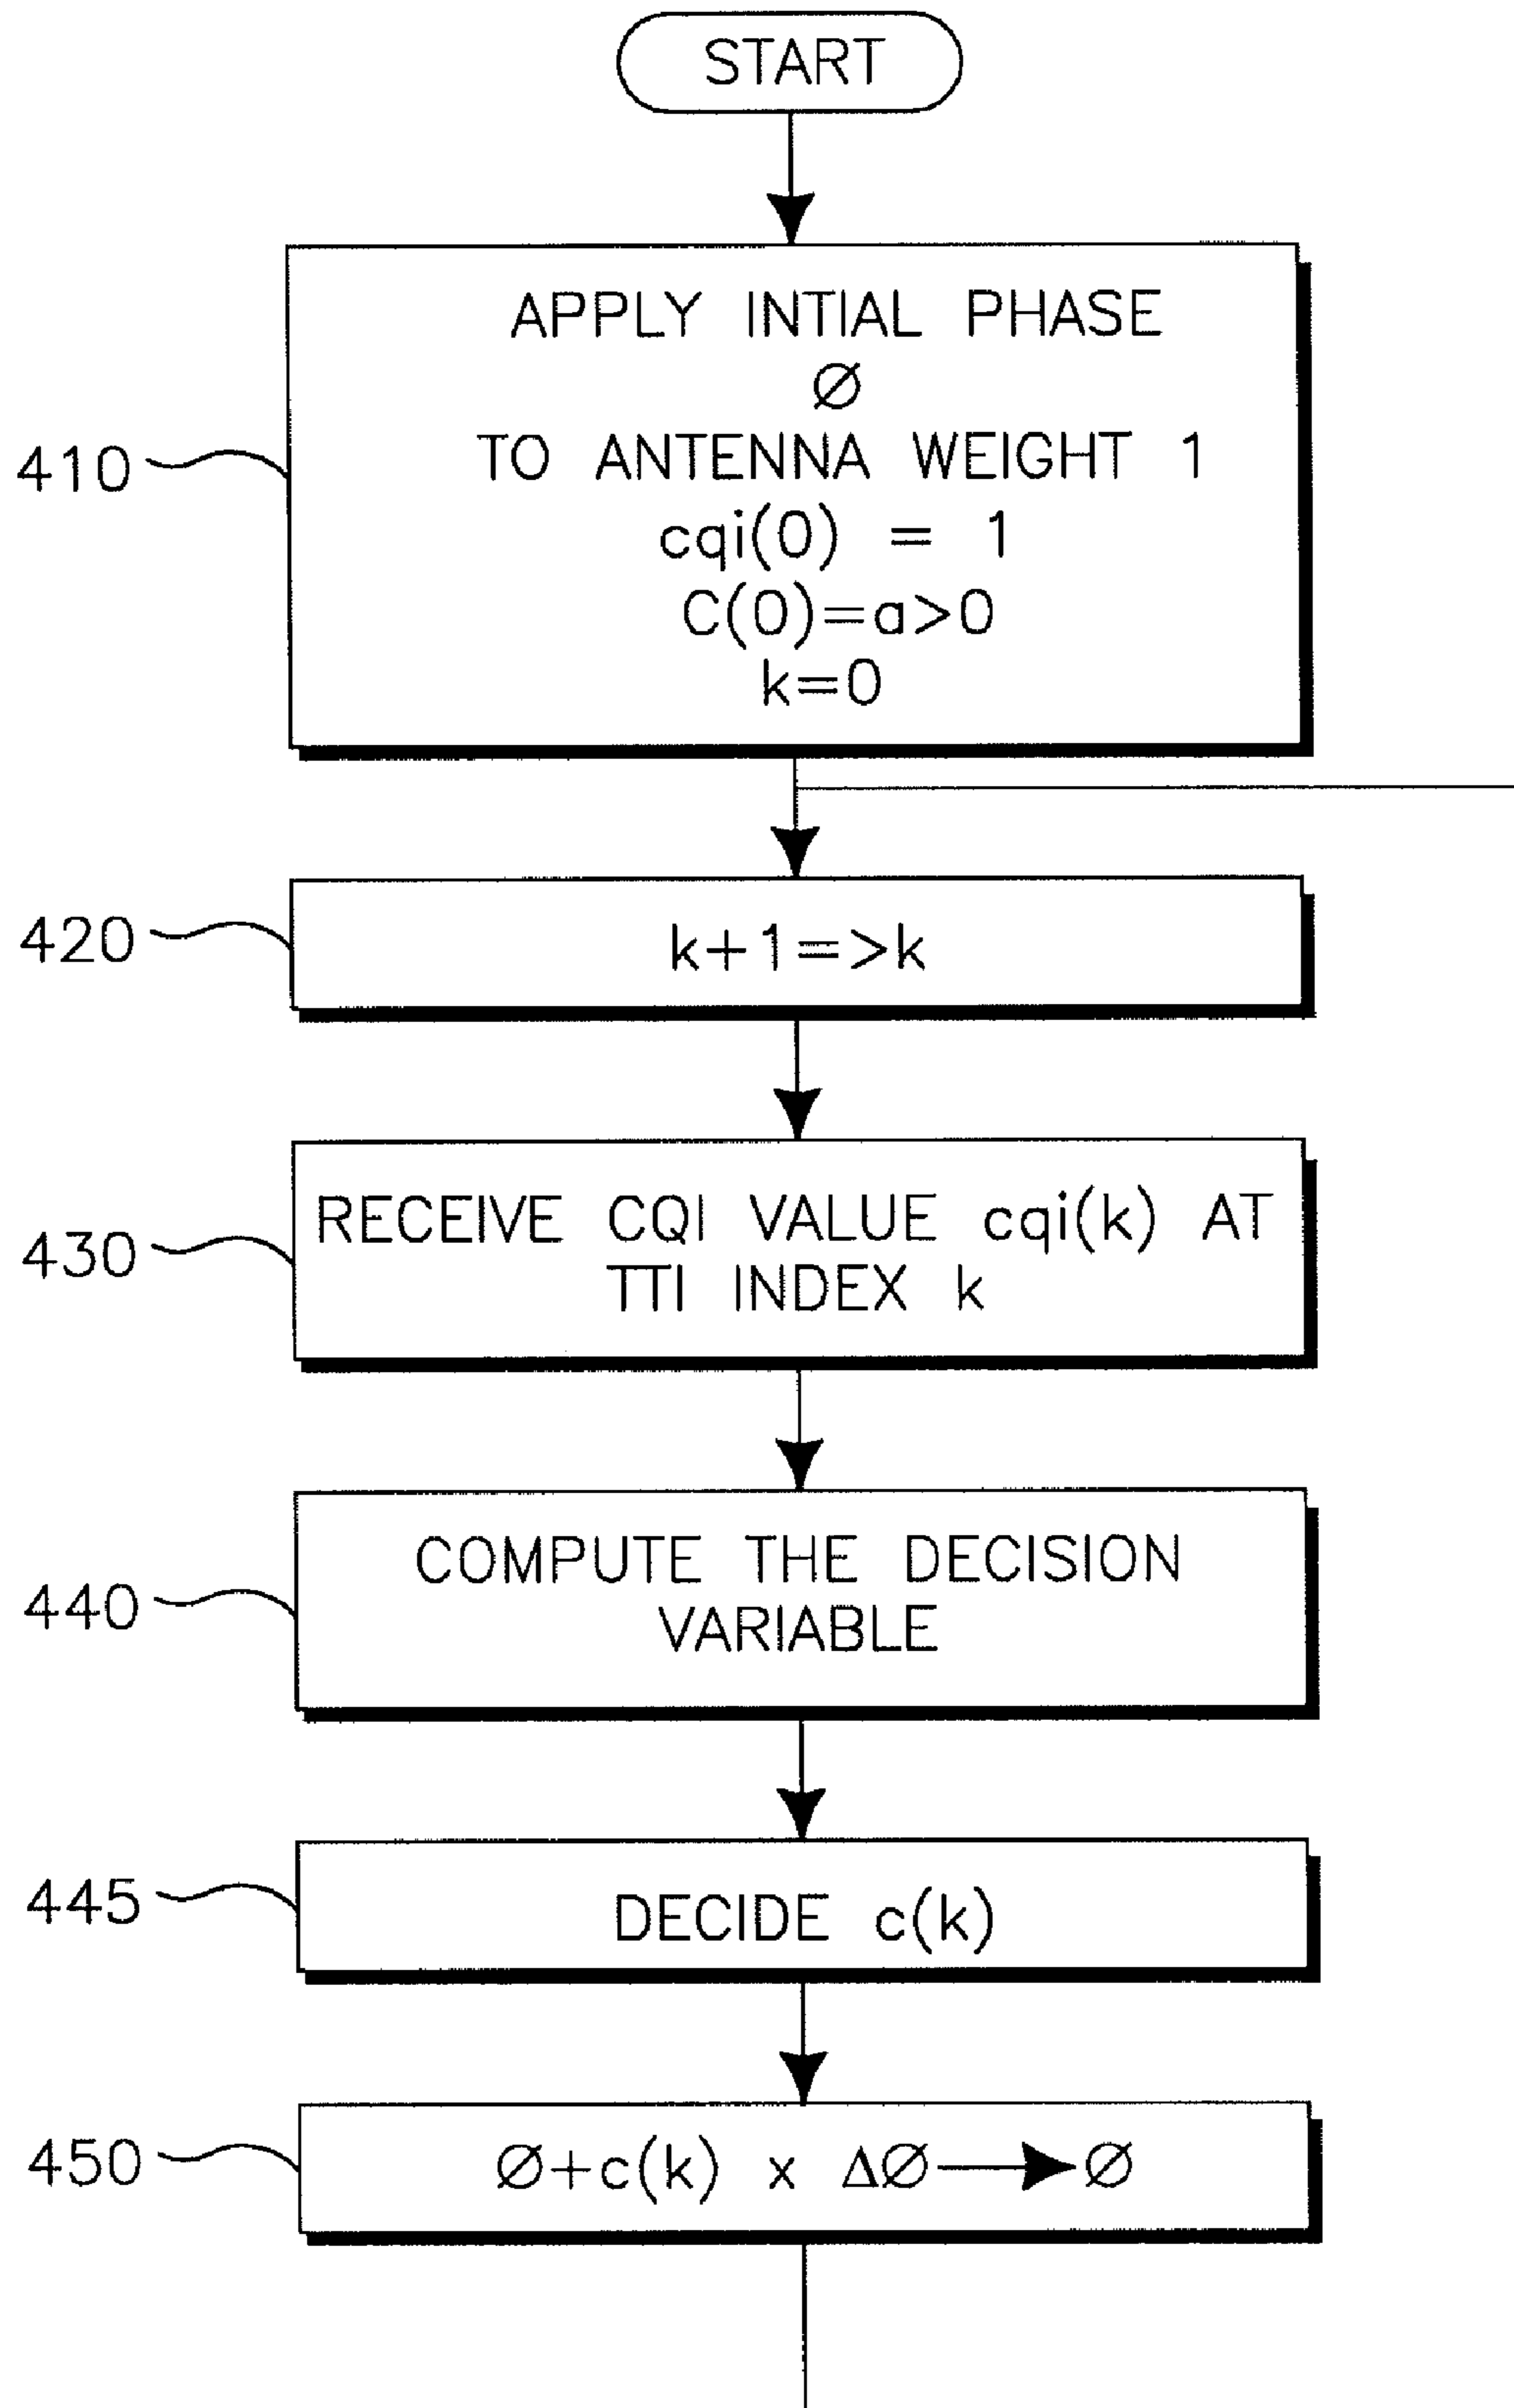 START
APPLY INTIAL PHASE
Ø
TO ANTENNA WEIGHT 1
cqi(0) = 1
C(0)=a>0
k=0
410
420
k+1=>k
430
RECEIVE CQI VALUE cqi(k) AT
TTI INDEX k
440
COMPUTE THE DECISION
VARIABLE
445
DECIDE c(k)
450
Ø+c(k) x ΔØ→Ø